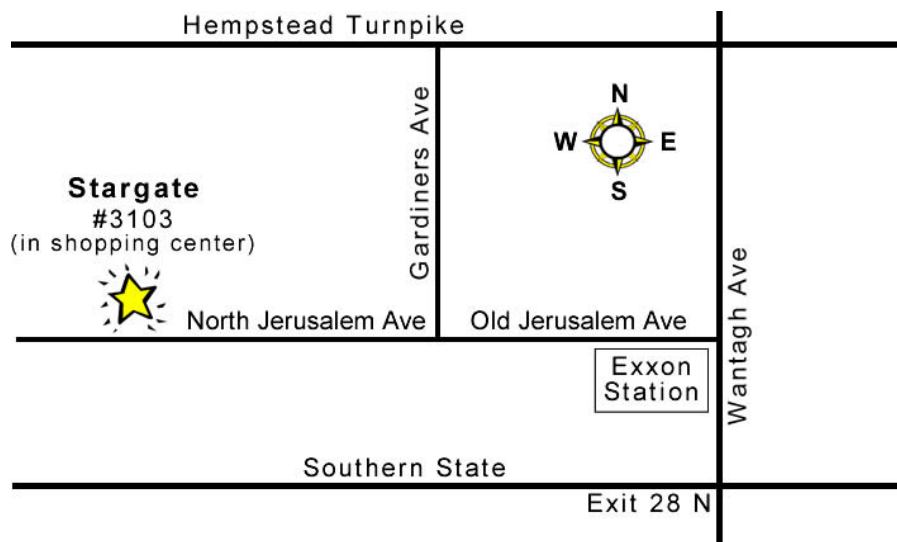 Hempstead Turnpike
Gardiners Ave
N
W
E
S
Stargate
#3103
(in shopping center)
North Jerusalem Ave
Old Jerusalem Ave
Wantagh Ave
Exxon
Station
Southern State
Exit 28 N